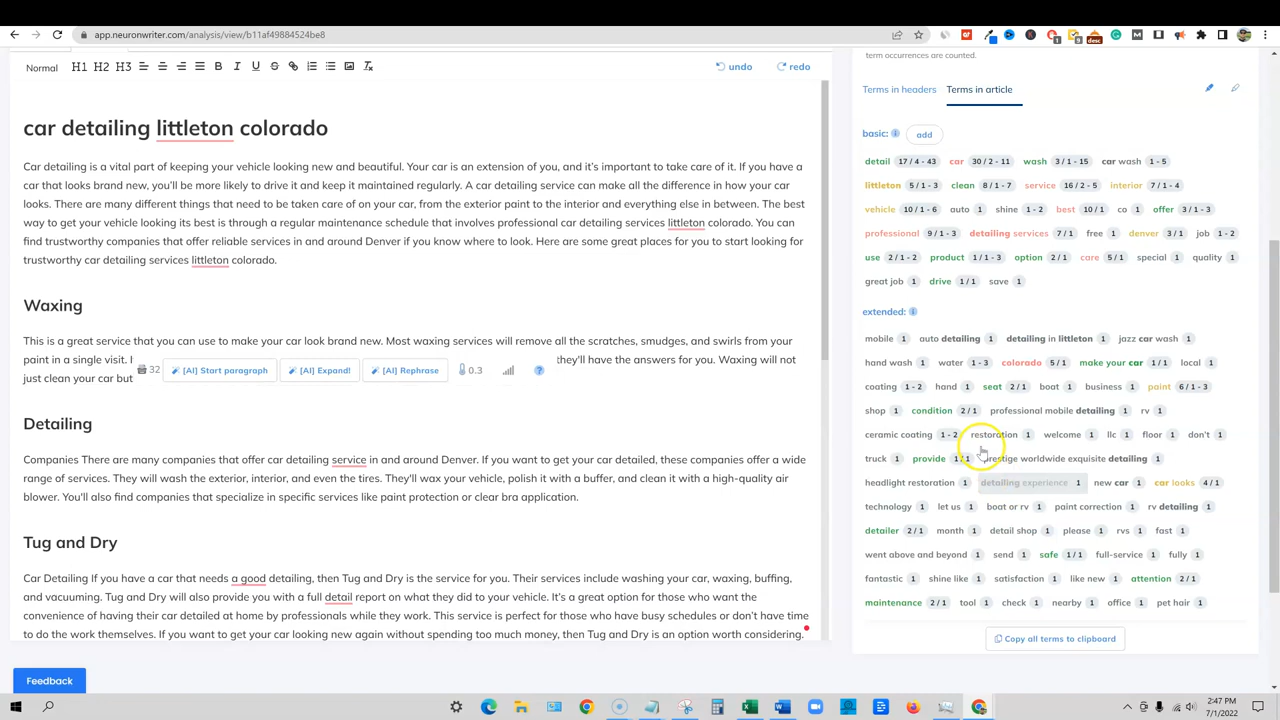 app.neuronwriter.com/analysis/view/b11af49884524be8
Normal H1 H2 H3 B I U S
undo redo
car detailing littleton colorado
Car detailing is a vital part of keeping your vehicle looking new and beautiful. Your car is an extension of you, and it's important to take care of it. If you have a
car that looks brand new, you'll be more likely to drive it and keep it maintained regularly. A car detailing service can make all the difference in how your car
looks. There are many different things that need to be taken care of on your car, from the exterior paint to the interior and everything else in between. The best
way to get your vehicle looking its best is through a regular maintenance schedule that involves professional car detailing services littleton colorado. You can
find trustworthy companies that offer reliable services in and around Denver if you know where to look. Here are some great places for you to start looking for
trustworthy car detailing services littleton colorado.
Waxing
This is a great service that you can use to make your car look brand new. Most waxing services will remove all the scratches, smudges, and swirls from your
paint in a single visit. they'll have the answers for you. Waxing will not
32 [AI] Start paragraph [AI] Expand! [AI] Rephrase 0.3 ?
just clean your car but
Detailing
Companies There are many companies that offer auto detailing service in and around Denver. If you want to get your car detailed, these companies offer a wide
range of services. They will wash the exterior, interior, and even the tires. They'll wax your vehicle, polish it with a buffer, and clean it with a high-quality air
blower. You'll also find companies that specialize in specific services like paint protection or clear bra application.
Tug and Dry
Car Detailing If you have a car that needs a good detailing, then Tug and Dry is the service for you. Their services include washing your car, waxing, buffing,
and vacuuming. Tug and Dry will also provide you with a full detail report on what they did to your vehicle. It's a great option for those who want the
convenience of having their car detailed at home by professionals while they work. This service is perfect for those who have busy schedules or don't have time
to do the work themselves. If you want to get your car looking new again without spending too much money, then Tug and Dry is an option worth considering.
Feedback
term occurrences are counted.
Terms in headers Terms in article
basic: i add
detail 17 / 4 - 43 car 30 / 2 - 11 wash 3 / 1 - 15 car wash 1 - 5
littleton 5 / 1 - 3 clean 8 / 1 - 7 service 16 / 2 - 5 interior 7 / 1 - 4
vehicle 10 / 1 - 6 auto 1 shine 1 - 2 best 10 / 1 co 1 offer 3 / 1 - 3
professional 9 / 1 - 3 detailing services 7 / 1 free 1 denver 3 / 1 job 1 - 2
use 2 / 1 - 2 product 1 / 1 - 3 option 2 / 1 care 5 / 1 special 1 quality 1
great job 1 drive 1 / 1 save 1
extended: i
mobile 1 auto detailing 1 detailing in littleton 1 jazz car wash 1
hand wash 1 water 1 - 3 colorado 5 / 1 make your car 1 / 1 local 1
coating 1 - 2 hand 1 seat 2 / 1 boat 1 business 1 paint 6 / 1 - 3
shop 1 condition 2 / 1 professional mobile detailing 1 rv 1
ceramic coating 1 - 2 restoration 1 welcome 1 llc 1 floor 1 don't 1
truck 1 provide 1 / 1 prestige worldwide exquisite detailing 1
headlight restoration 1 detailing experience 1 new car 1 car looks 4 / 1
technology 1 let us 1 boat or rv 1 paint correction 1 rv detailing 1
detailer 2 / 1 month 1 detail shop 1 please 1 rvs 1 fast 1
went above and beyond 1 send 1 safe 1 / 1 full-service 1 fully 1
fantastic 1 shine like 1 satisfaction 1 like new 1 attention 2 / 1
maintenance 2 / 1 tool 1 check 1 nearby 1 office 1 pet hair 1
Copy all terms to clipboard
2:47 PM
7/1/2022